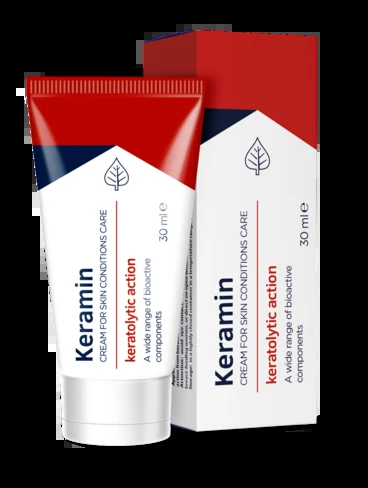 Keramin
CREAM FOR SKIN CONDITIONS CARE
keratolytic action
A wide range of bioactive
components
30 ml ℮
Keramin
CREAM FOR SKIN CONDITIONS CARE
keratolytic action
A wide range of bioactive
components
30 ml ℮